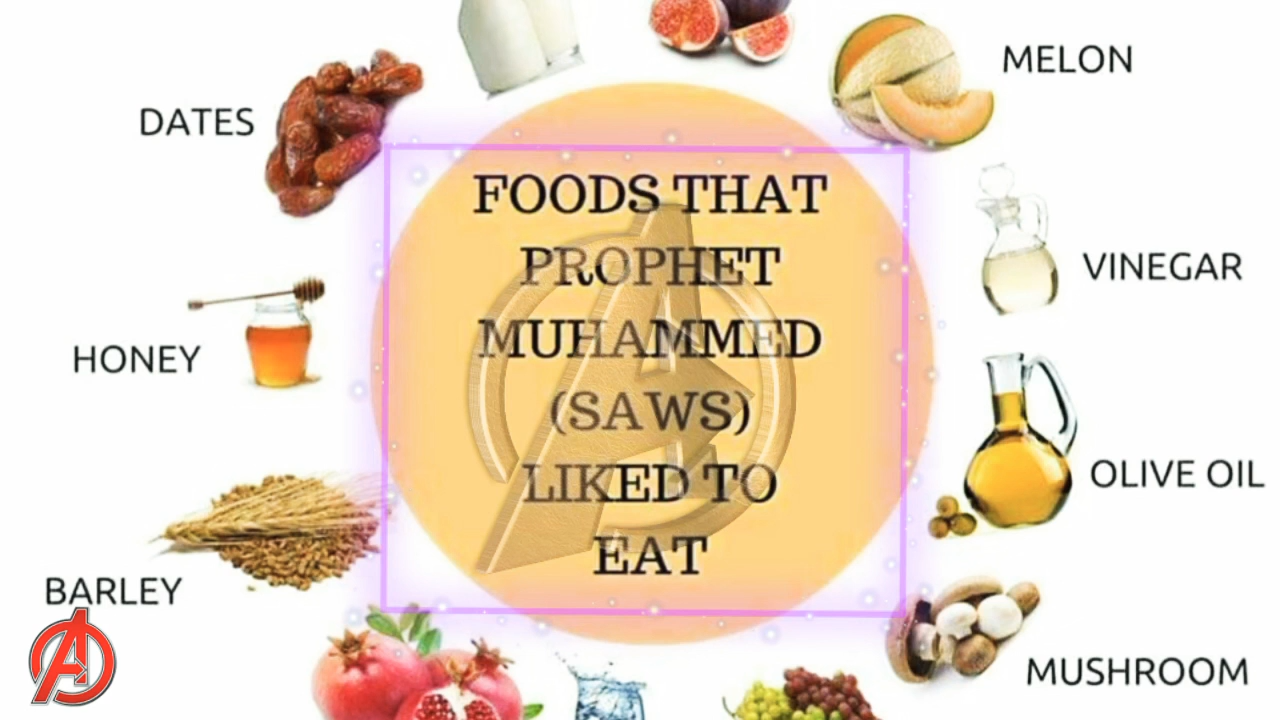 MELON
DATES
FOODS THAT
PROPHET
MUHAMMED
(SAWS)
LIKED TO
EAT
VINEGAR
HONEY
OLIVE OIL
BARLEY
MUSHROOM